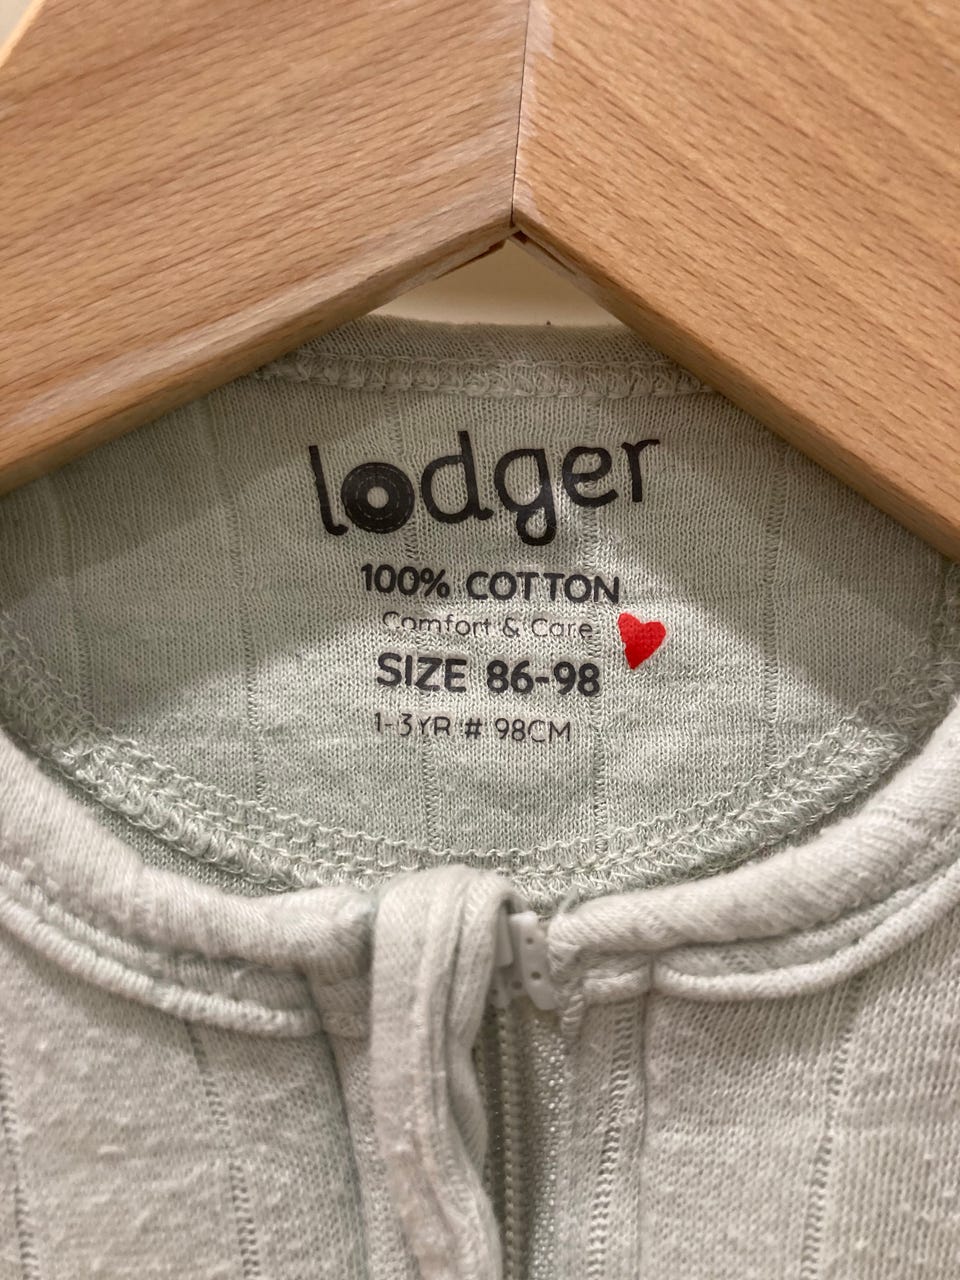 lodger
100% COTTON
Comfort & Care
SIZE 86-98
1-3YR # 98CM